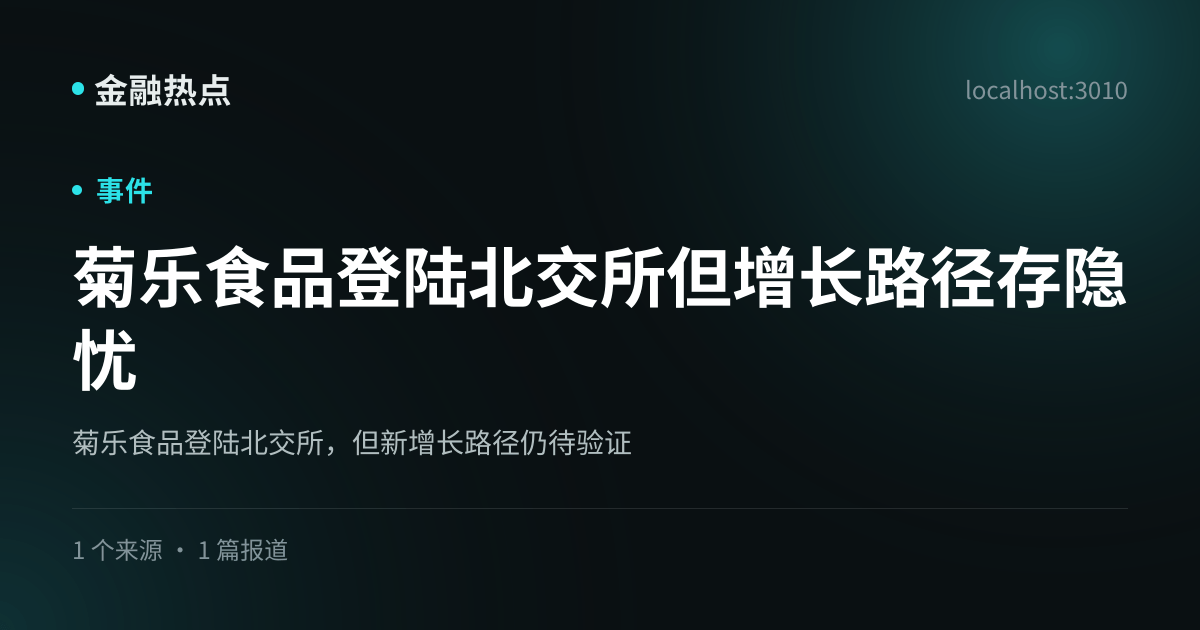 金融热点
localhost:3010
事件
菊乐食品登陆北交所但增长路径存隐
忧
菊乐食品登陆北交所，但新增长路径仍待验证
1 个来源 · 1 篇报道